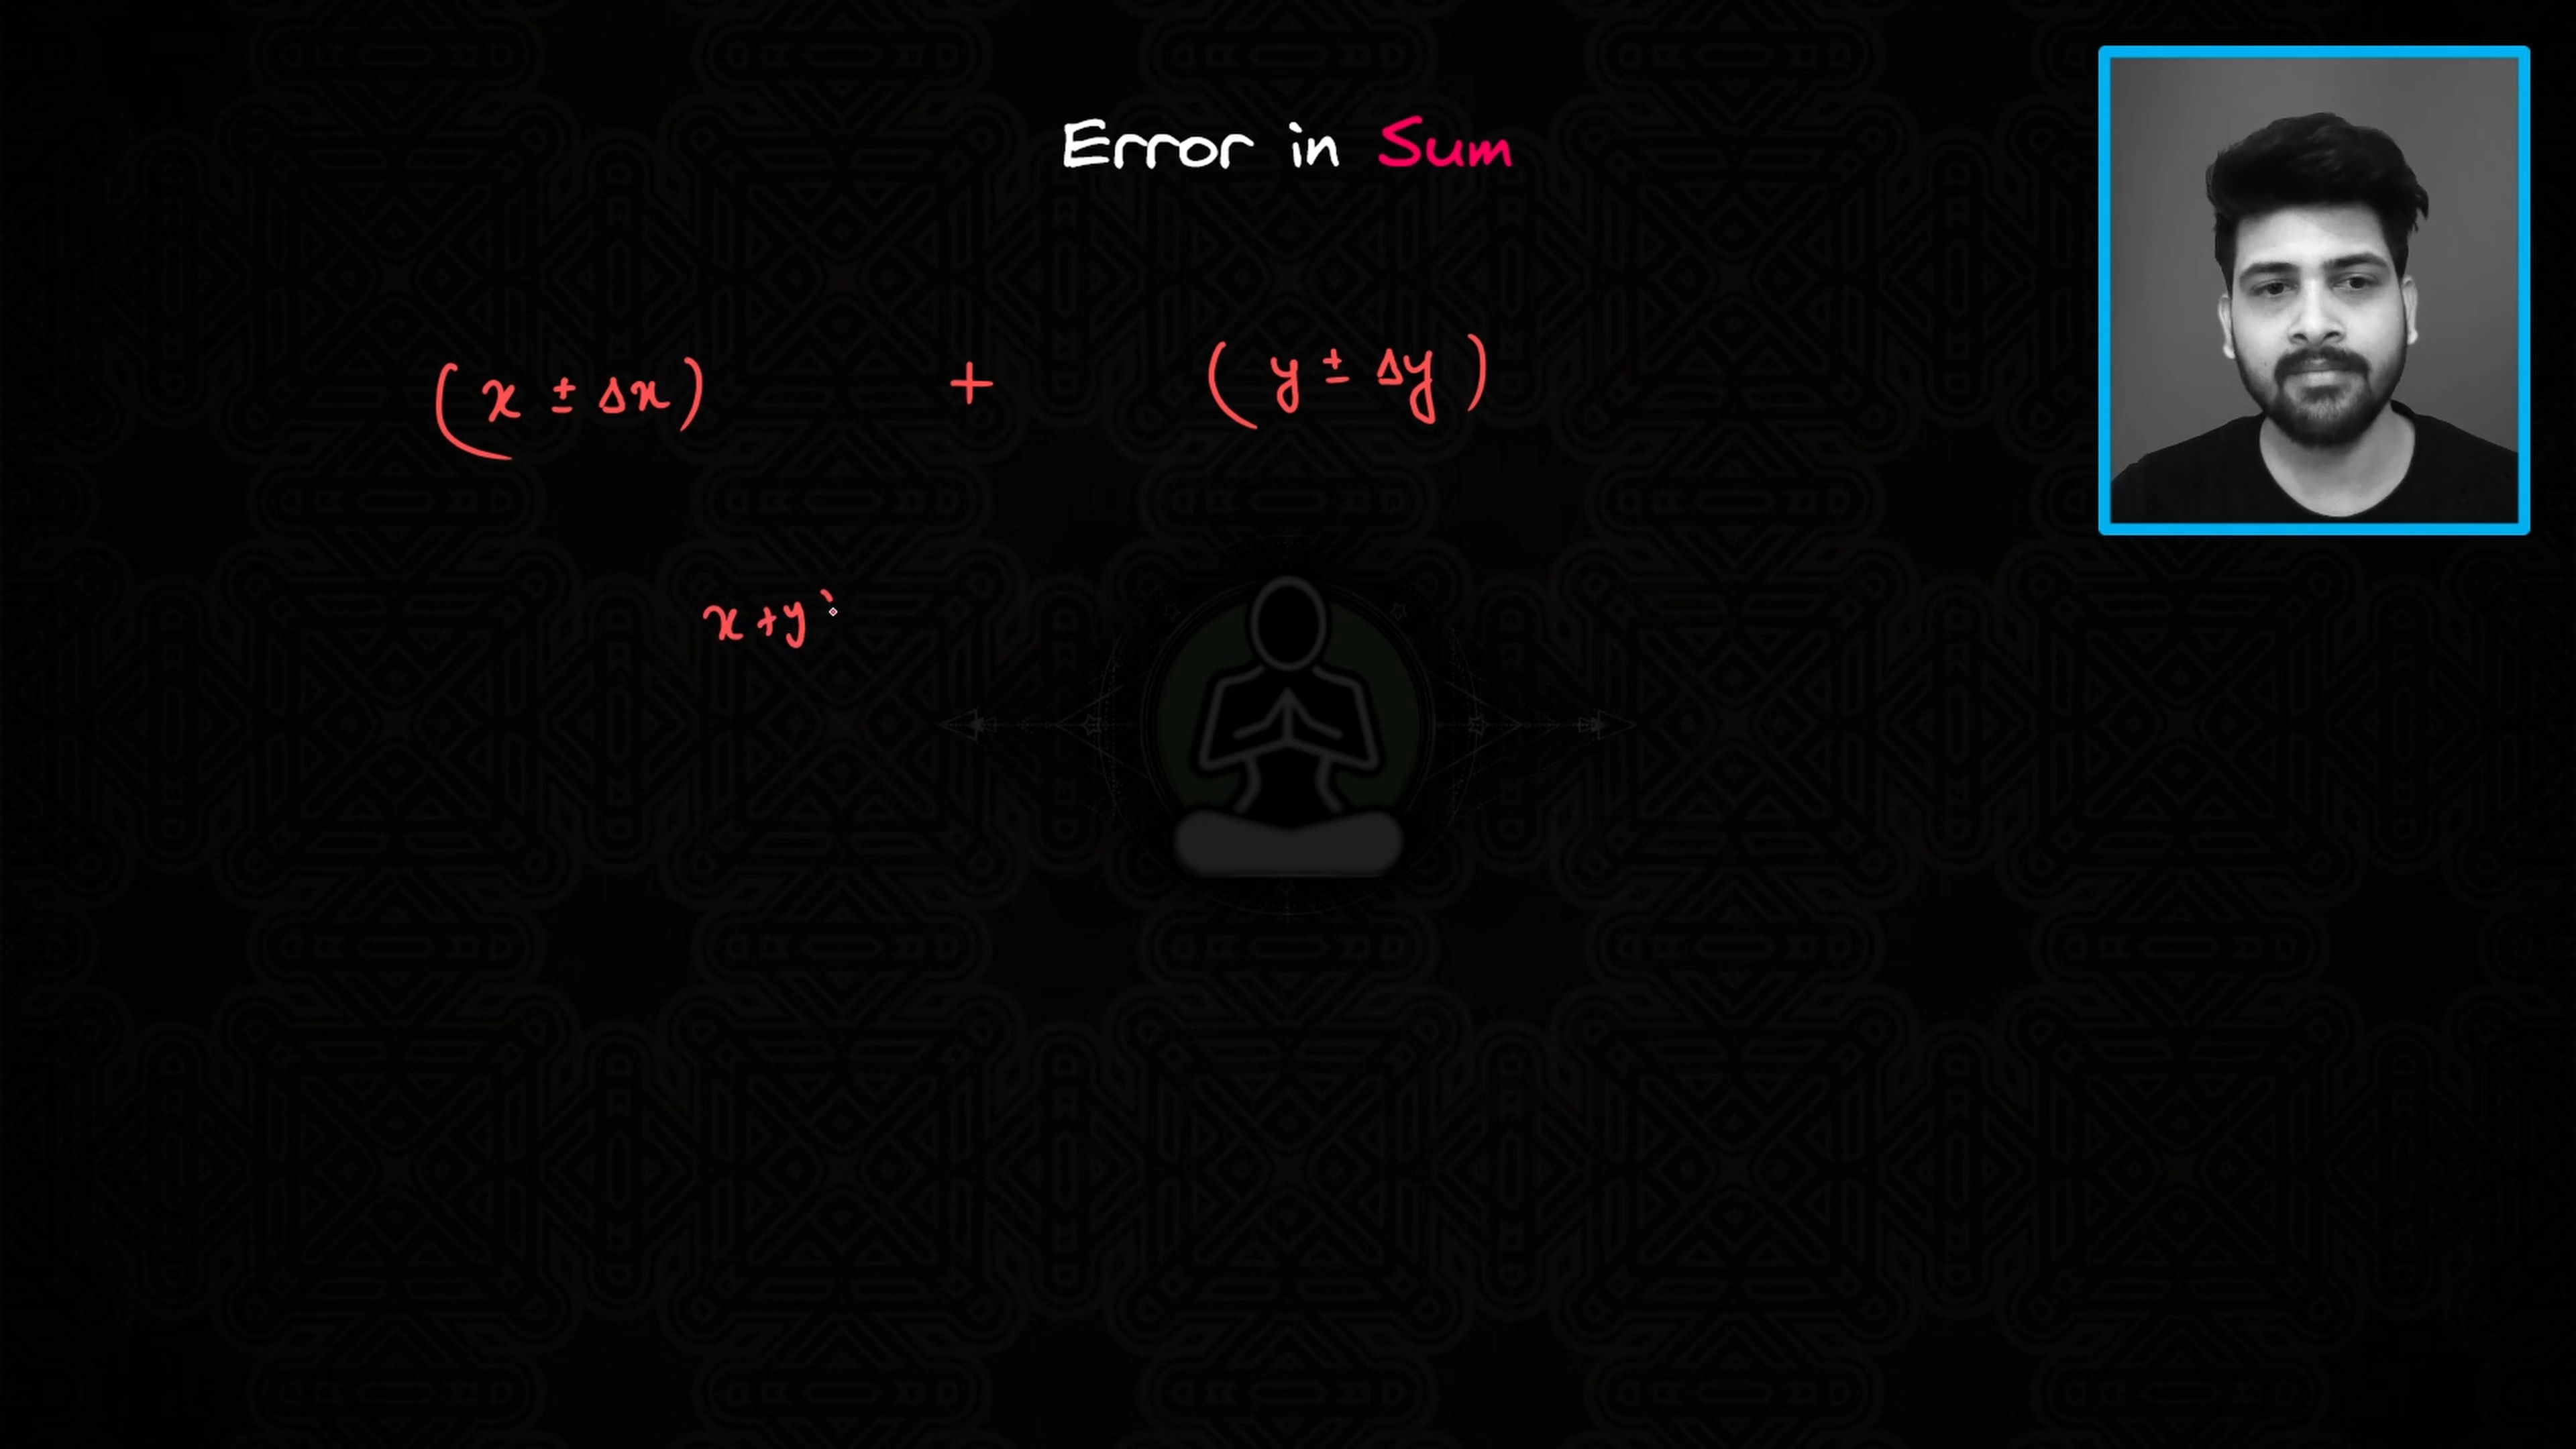 Error in Sum
(x ± Δx) + (y ± Δy)
x + y